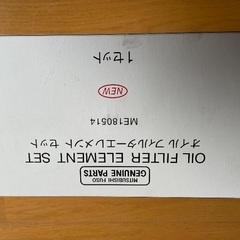 MITSUBISHI FUSO
GENUINE PARTS
OIL FILTER ELEMENT SET
オイル フィルターエレメント セット
ME180514
NEW
1セット